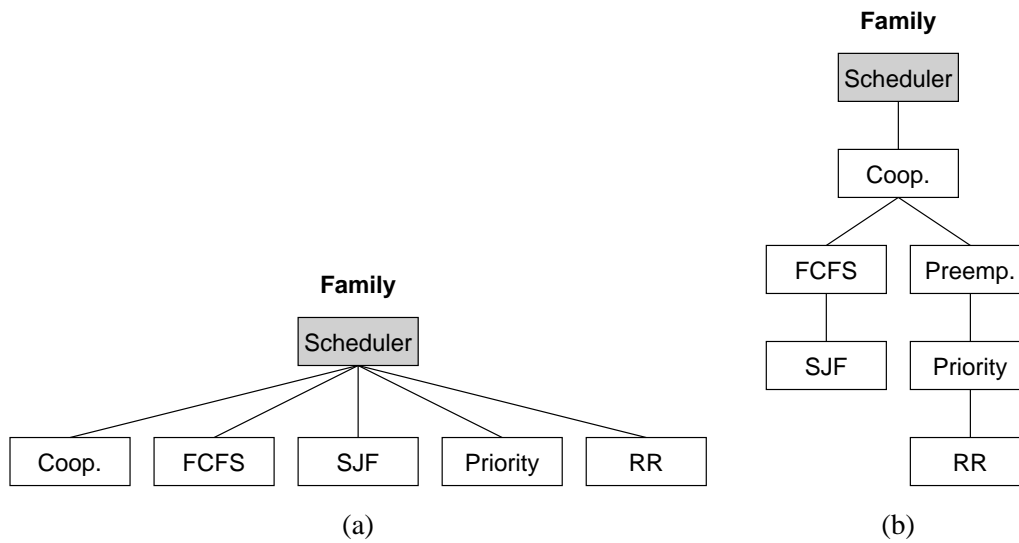 Family
Scheduler
Coop.
FCFS
Preemp.
SJF
Priority
RR
Family
Scheduler
Coop.
FCFS
SJF
Priority
RR
(a)
(b)